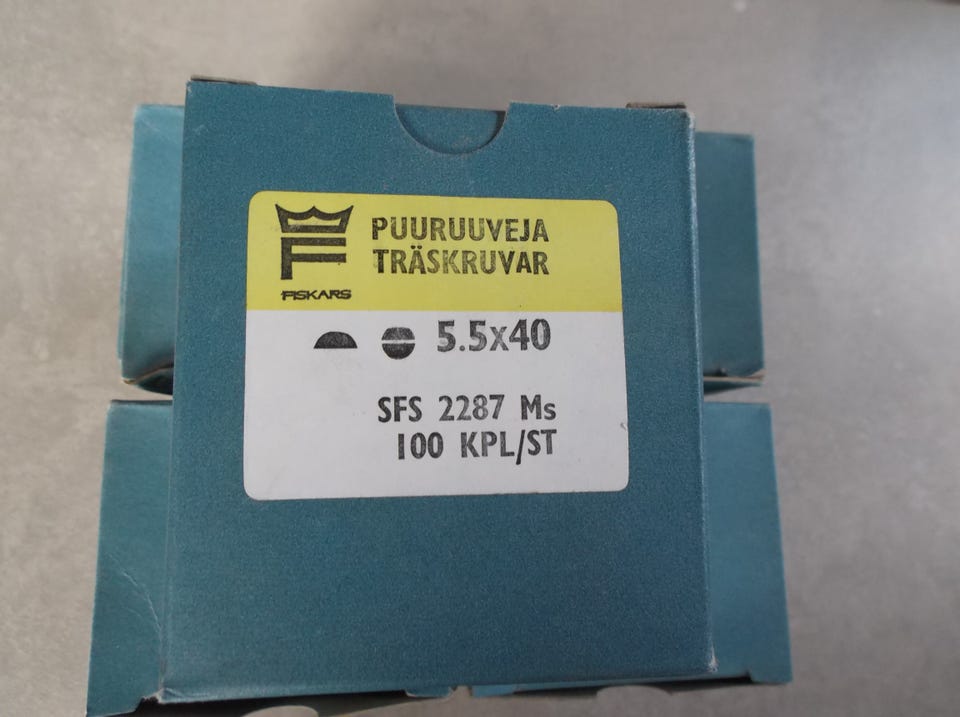 PUURUUVEJA
TRÄSKRUVAR
FISKARS
5.5x40
SFS 2287 Ms
100 KPL/ST